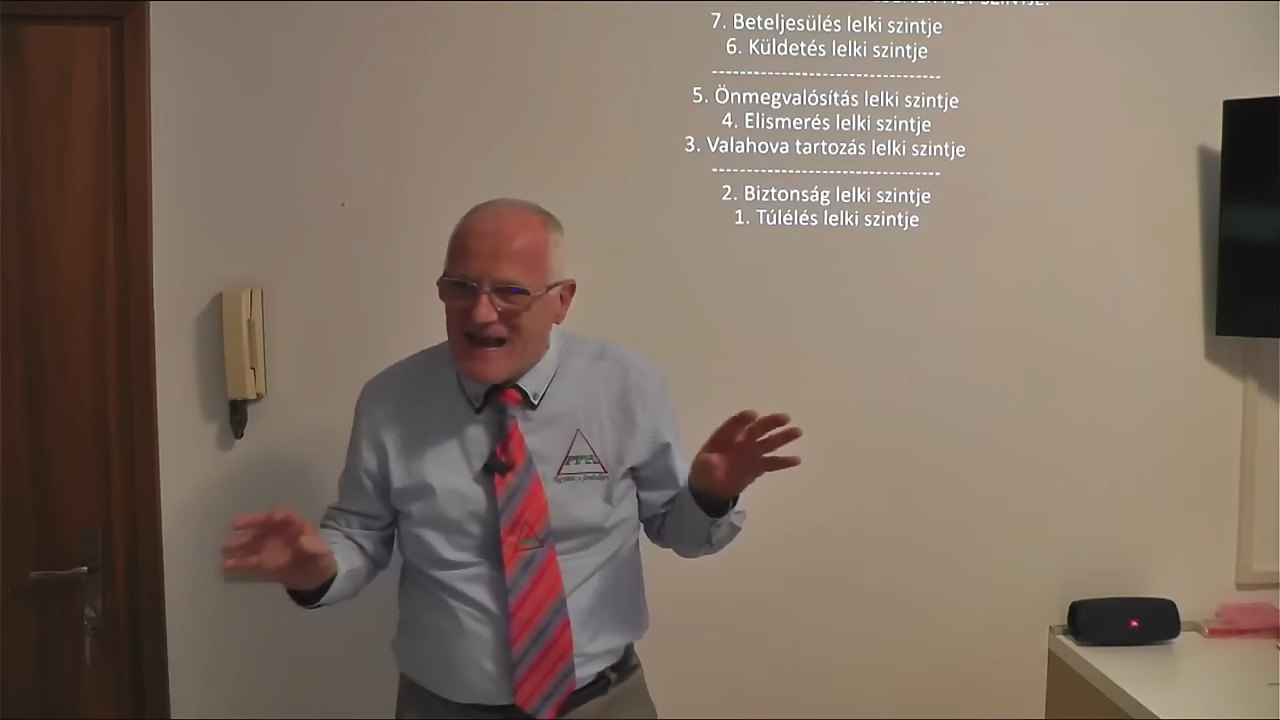 7. Beteljesülés lelki szintje
6. Küldetés lelki szintje
--------------------------------
5. Önmegvalósítás lelki szintje
4. Elismerés lelki szintje
3. Valahova tartozás lelki szintje
--------------------------------
2. Biztonság lelki szintje
1. Túlélés lelki szintje